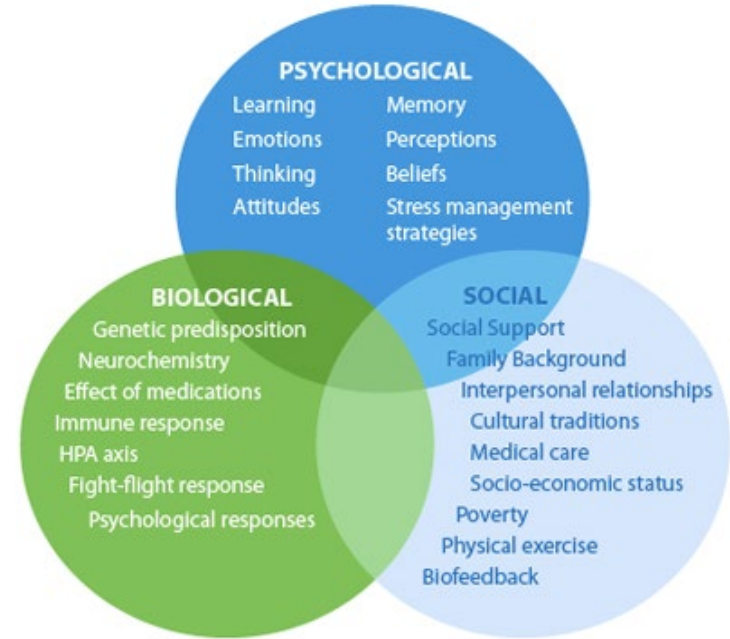 PSYCHOLOGICAL
Learning
Emotions
Thinking
Attitudes
Memory
Perceptions
Beliefs
Stress management
strategies
BIOLOGICAL
Genetic predisposition
Neurochemistry
Effect of medications
Immune response
HPA axis
Fight-flight response
Psychological responses
SOCIAL
Social Support
Family Background
Interpersonal relationships
Cultural traditions
Medical care
Socio-economic status
Poverty
Physical exercise
Biofeedback